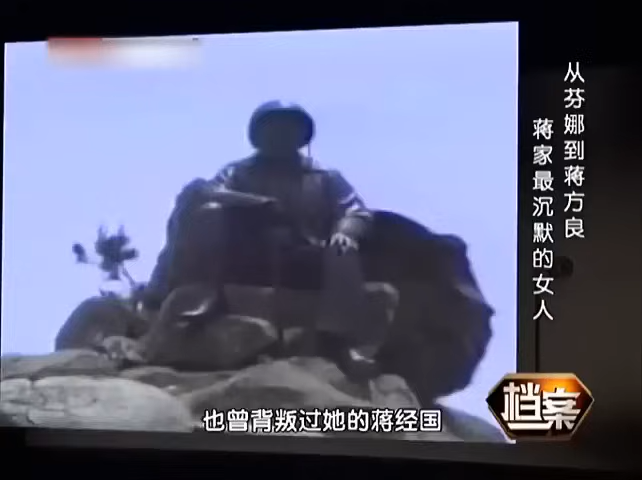 从芬娜到蒋方良
蒋家最沉默的女人
档案
也曾背叛过她的蒋经国